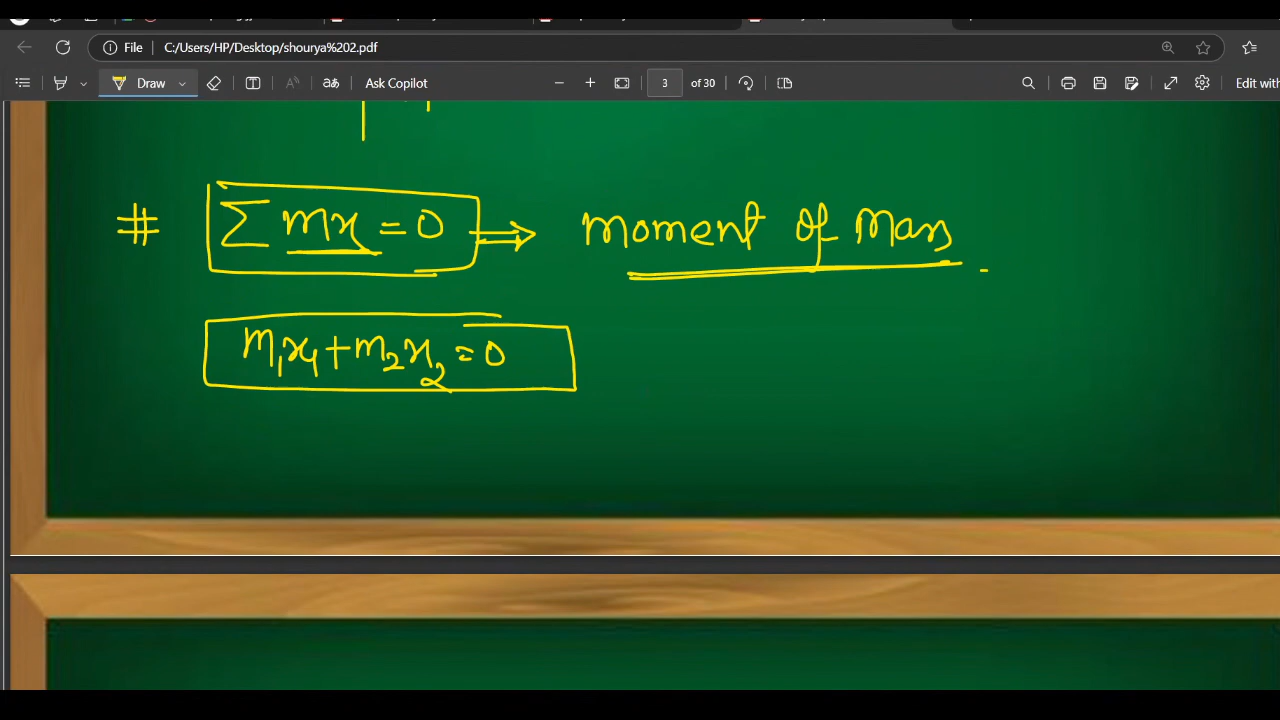 File C:/Users/HP/Desktop/shourya%202.pdf
Draw Ask Copilot 3 of 30 Edit with
# Σ mx = 0 ⇒ moment of Mass
m₁x₁ + m₂x₂ = 0